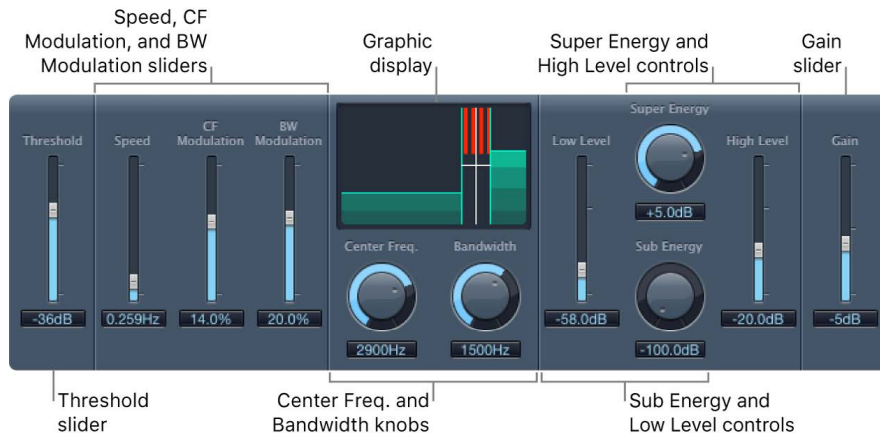 Speed, CF
Modulation, and BW
Modulation sliders
Graphic
display
Super Energy and
High Level controls
Gain
slider
Threshold
Speed
CF
Modulation
BW
Modulation
Low Level
Super Energy
High Level
Gain
+5.0dB
Center Freq.
Bandwidth
Sub Energy
-36dB
0.259Hz
14.0%
20.0%
2900Hz
1500Hz
-58.0dB
-100.0dB
-20.0dB
-5dB
Threshold
slider
Center Freq. and
Bandwidth knobs
Sub Energy and
Low Level controls